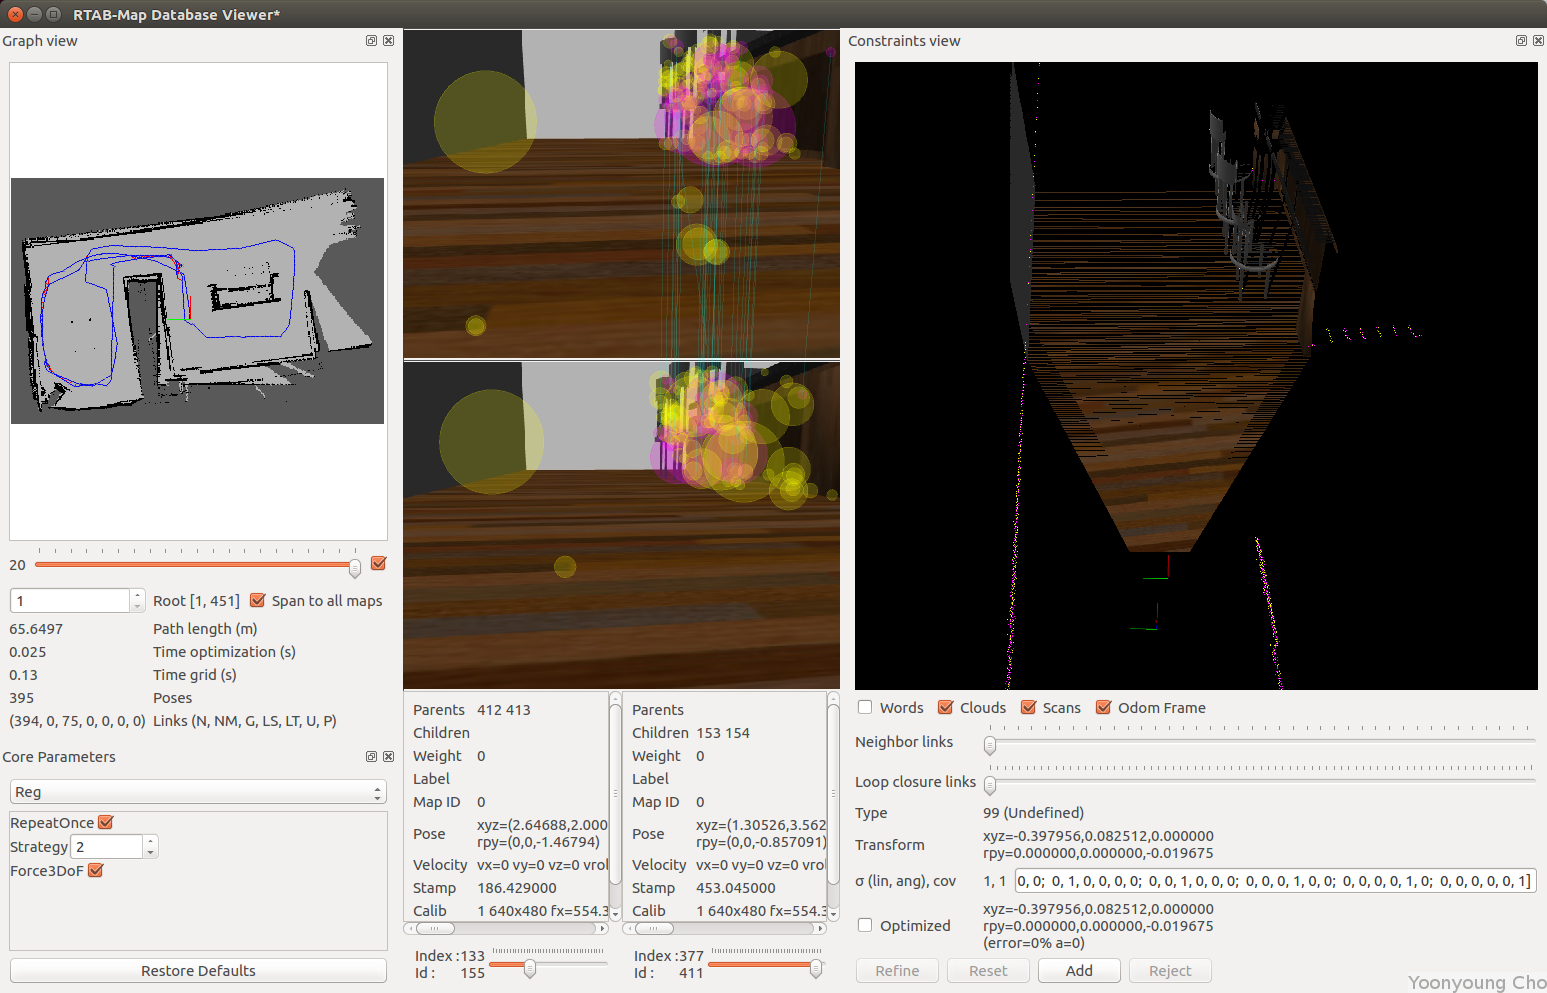 RTAB-Map Database Viewer*
Graph view
20
1 Root [1, 451] Span to all maps
65.6497 Path length (m)
0.025 Time optimization (s)
0.13 Time grid (s)
395 Poses
(394, 0, 75, 0, 0, 0, 0) Links (N, NM, G, LS, LT, U, P)
Core Parameters
Reg
RepeatOnce
Strategy 2
Force3DoF
Restore Defaults
Parents 412 413
Children
Weight 0
Label
Map ID 0
Pose xyz=(2.64688,2.000
rpy=(0,0,-1.46794)
Velocity vx=0 vy=0 vz=0 vrol
Stamp 186.429000
Calib 1 640x480 fx=554.3
Index :133
Id : 155
Parents
Children 153 154
Weight 0
Label
Map ID 0
Pose xyz=(1.30526,3.562
rpy=(0,0,-0.857091)
Velocity vx=0 vy=0 vz=0 vrol
Stamp 453.045000
Calib 1 640x480 fx=554.3
Index :377
Id : 411
Constraints view
Words Clouds Scans Odom Frame
Neighbor links
Loop closure links
Type 99 (Undefined)
Transform xyz=-0.397956,0.082512,0.000000
rpy=0.000000,0.000000,-0.019675
σ (lin, ang), cov 1, 1 0, 0; 0, 1, 0, 0, 0, 0; 0, 0, 1, 0, 0, 0; 0, 0, 0, 1, 0, 0; 0, 0, 0, 0, 1, 0; 0, 0, 0, 0, 0, 1]
Optimized xyz=-0.397956,0.082512,0.000000
rpy=0.000000,0.000000,-0.019675
(error=0% a=0)
Refine Reset Add Reject
Yoonyoung Cho